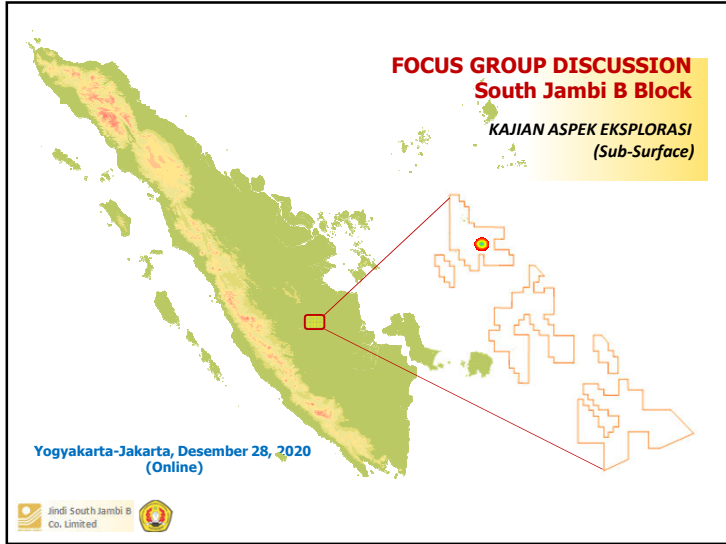 FOCUS GROUP DISCUSSION
South Jambi B Block
KAJIAN ASPEK EKSPLORASI
(Sub-Surface)
Yogyakarta-Jakarta, Desember 28, 2020
(Online)
Jindi South Jambi B
Co. Limited